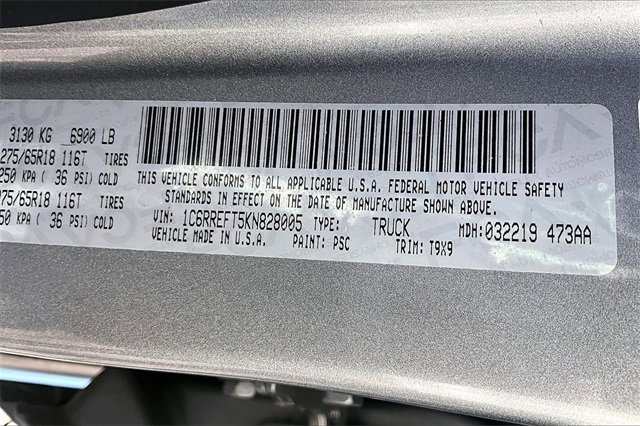 3130 KG 6900 LB
275/65R18 116T TIRES
250 KPA ( 36 PSI) COLD
275/65R18 116T TIRES
250 KPA ( 36 PSI) COLD
THIS VEHICLE CONFORMS TO ALL APPLICABLE U.S.A. FEDERAL MOTOR VEHICLE SAFETY
STANDARDS IN EFFECT ON THE DATE OF MANUFACTURE SHOWN ABOVE.
VIN: 1C6RREFT5KN828005 TYPE: TRUCK MDH: 032219 473AA
VEHICLE MADE IN U.S.A. PAINT: PSC TRIM: T9X9